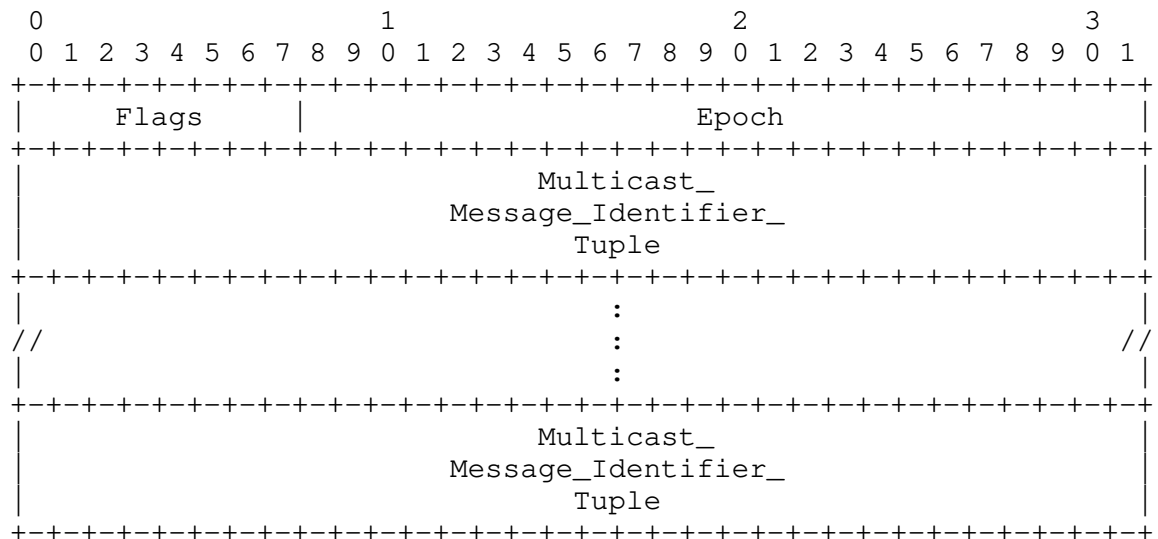 0                   1                   2                   3
 0 1 2 3 4 5 6 7 8 9 0 1 2 3 4 5 6 7 8 9 0 1 2 3 4 5 6 7 8 9 0 1
+-+-+-+-+-+-+-+-+-+-+-+-+-+-+-+-+-+-+-+-+-+-+-+-+-+-+-+-+-+-+-+-+
|     Flags     |                      Epoch                    |
+-+-+-+-+-+-+-+-+-+-+-+-+-+-+-+-+-+-+-+-+-+-+-+-+-+-+-+-+-+-+-+-+
|                             Multicast_                        |
|                        Message_Identifier_                    |
|                               Tuple                           |
+-+-+-+-+-+-+-+-+-+-+-+-+-+-+-+-+-+-+-+-+-+-+-+-+-+-+-+-+-+-+-+-+
|                                 :                             |
//                                :                            //
|                                 :                             |
+-+-+-+-+-+-+-+-+-+-+-+-+-+-+-+-+-+-+-+-+-+-+-+-+-+-+-+-+-+-+-+-+
|                             Multicast_                        |
|                        Message_Identifier_                    |
|                               Tuple                           |
+-+-+-+-+-+-+-+-+-+-+-+-+-+-+-+-+-+-+-+-+-+-+-+-+-+-+-+-+-+-+-+-+